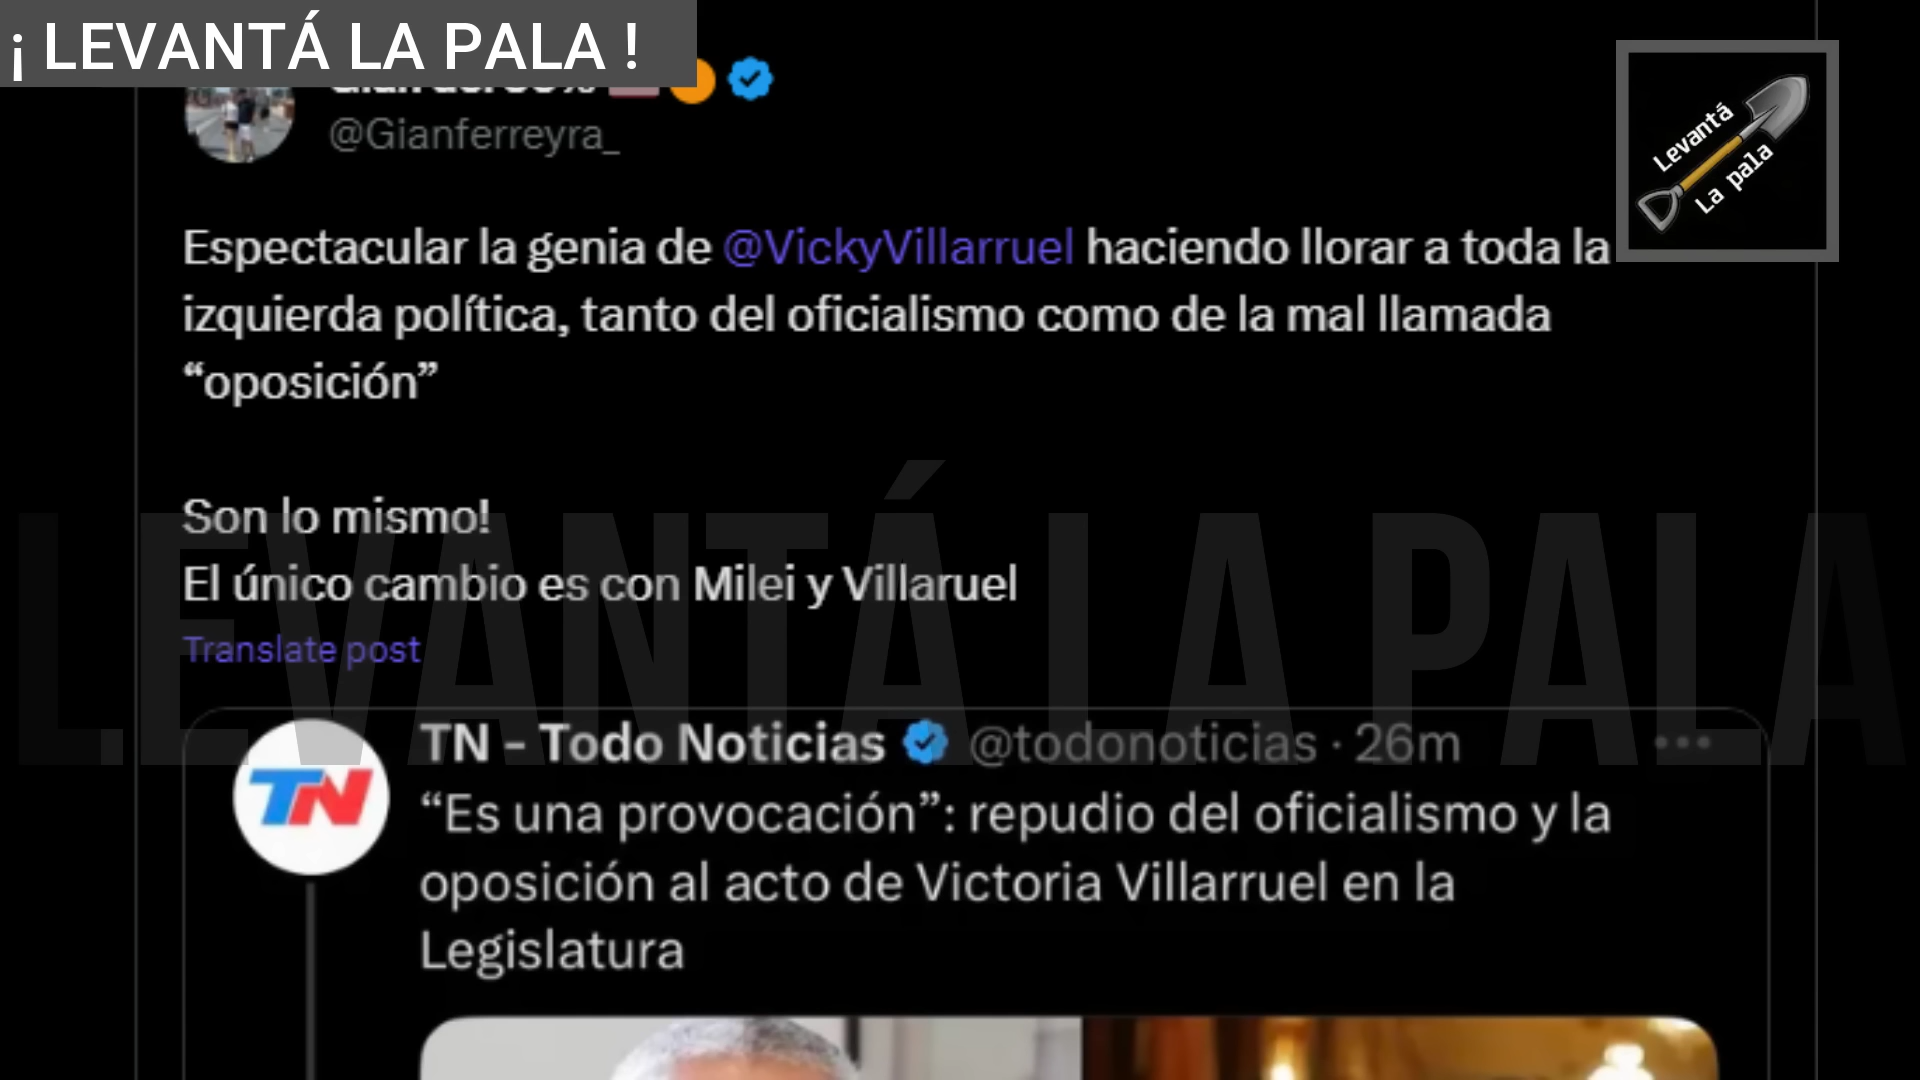 ¡ LEVANTÁ LA PALA !
@Gianferreyra_
Levantá
La pala
Espectacular la genia de @VickyVillarruel haciendo llorar a toda la
izquierda política, tanto del oficialismo como de la mal llamada
“oposición”
Son lo mismo!
El único cambio es con Milei y Villaruel
Translate post
LEVANTÁ LA PALA
TN - Todo Noticias @todonoticias · 26m
“Es una provocación”: repudio del oficialismo y la
oposición al acto de Victoria Villarruel en la
Legislatura